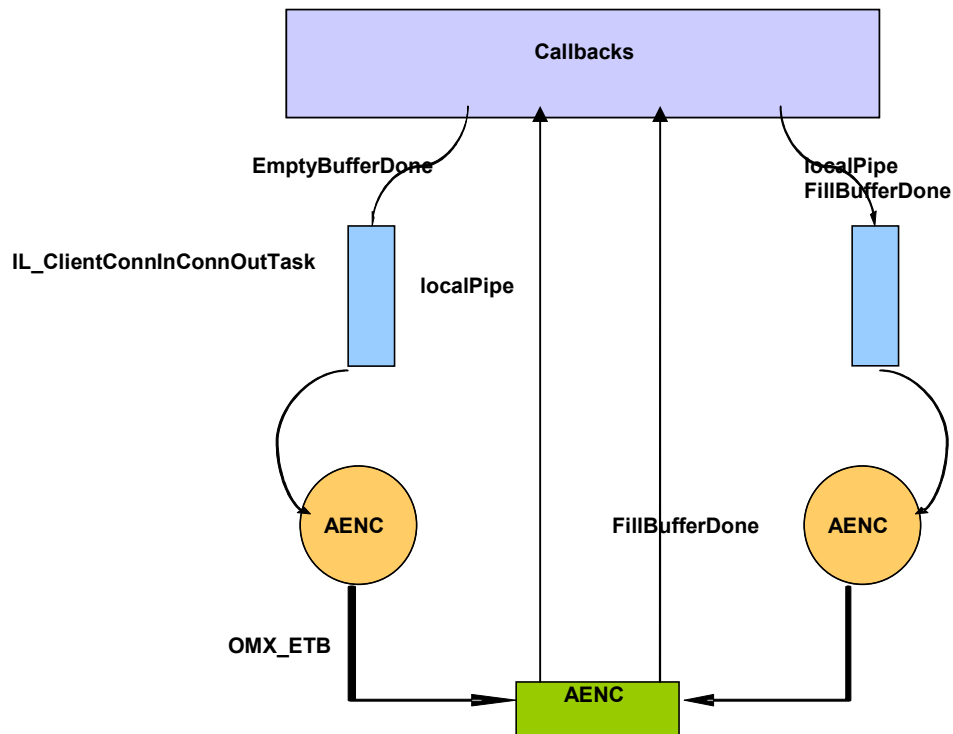 Callbacks
EmptyBufferDone
localPipe
FillBufferDone
IL_ClientConnInConnOutTask
localPipe
AENC
FillBufferDone
AENC
OMX_ETB
AENC